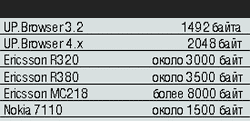 UP.Browser 3.2 1492 байта
UP.Browser 4.x 2048 байт
Ericsson R320 около 3000 байт
Ericsson R380 около 3500 байт
Ericsson MC218 более 8000 байт
Nokia 7110 около 1500 байт